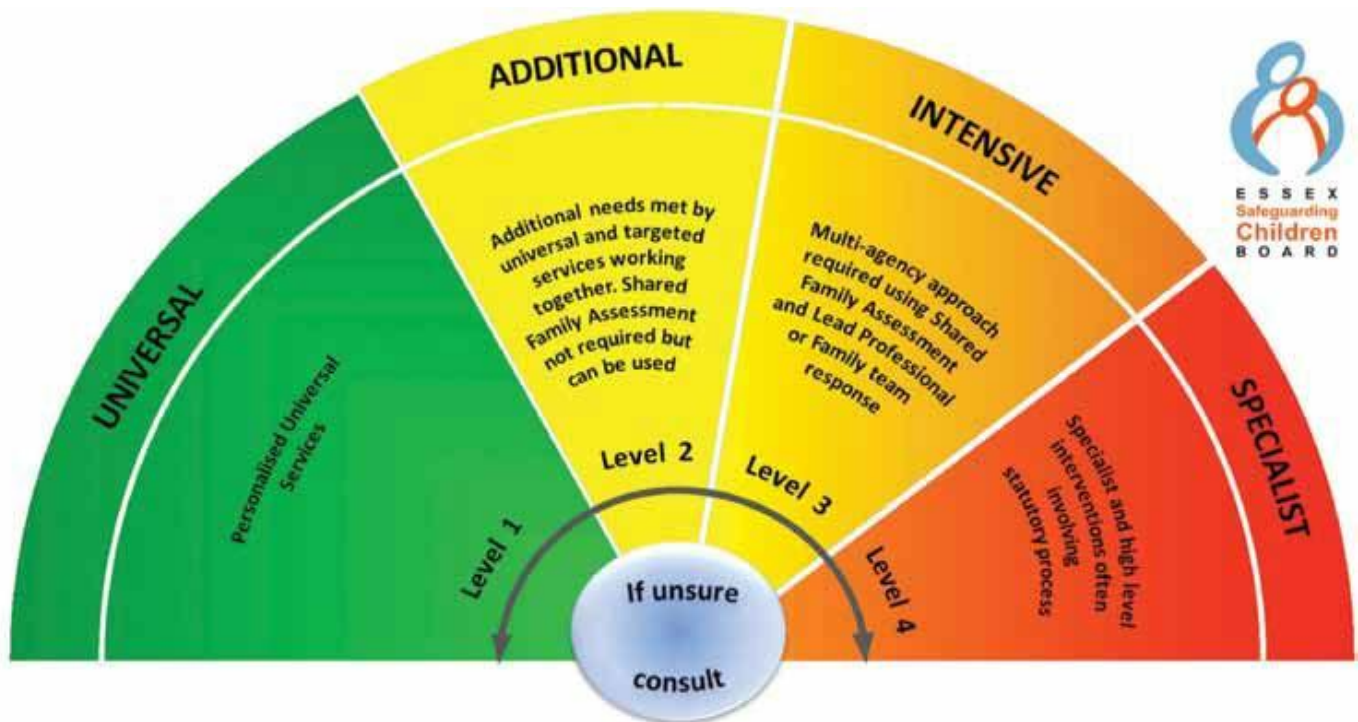 UNIVERSAL
Personalised Universal
Services
Level 1
ADDITIONAL
Additional needs met by
universal and targeted
services working
together. Shared
Family Assessment
not required but
can be used
Level 2
INTENSIVE
Multi-agency approach
required using Shared
Family Assessment
and Lead Professional
or Family team
response
Level 3
SPECIALIST
Specialist and high level
interventions often
involving
statutory process
Level 4
If unsure
consult
ESSEX
Safeguarding
Children
BOARD